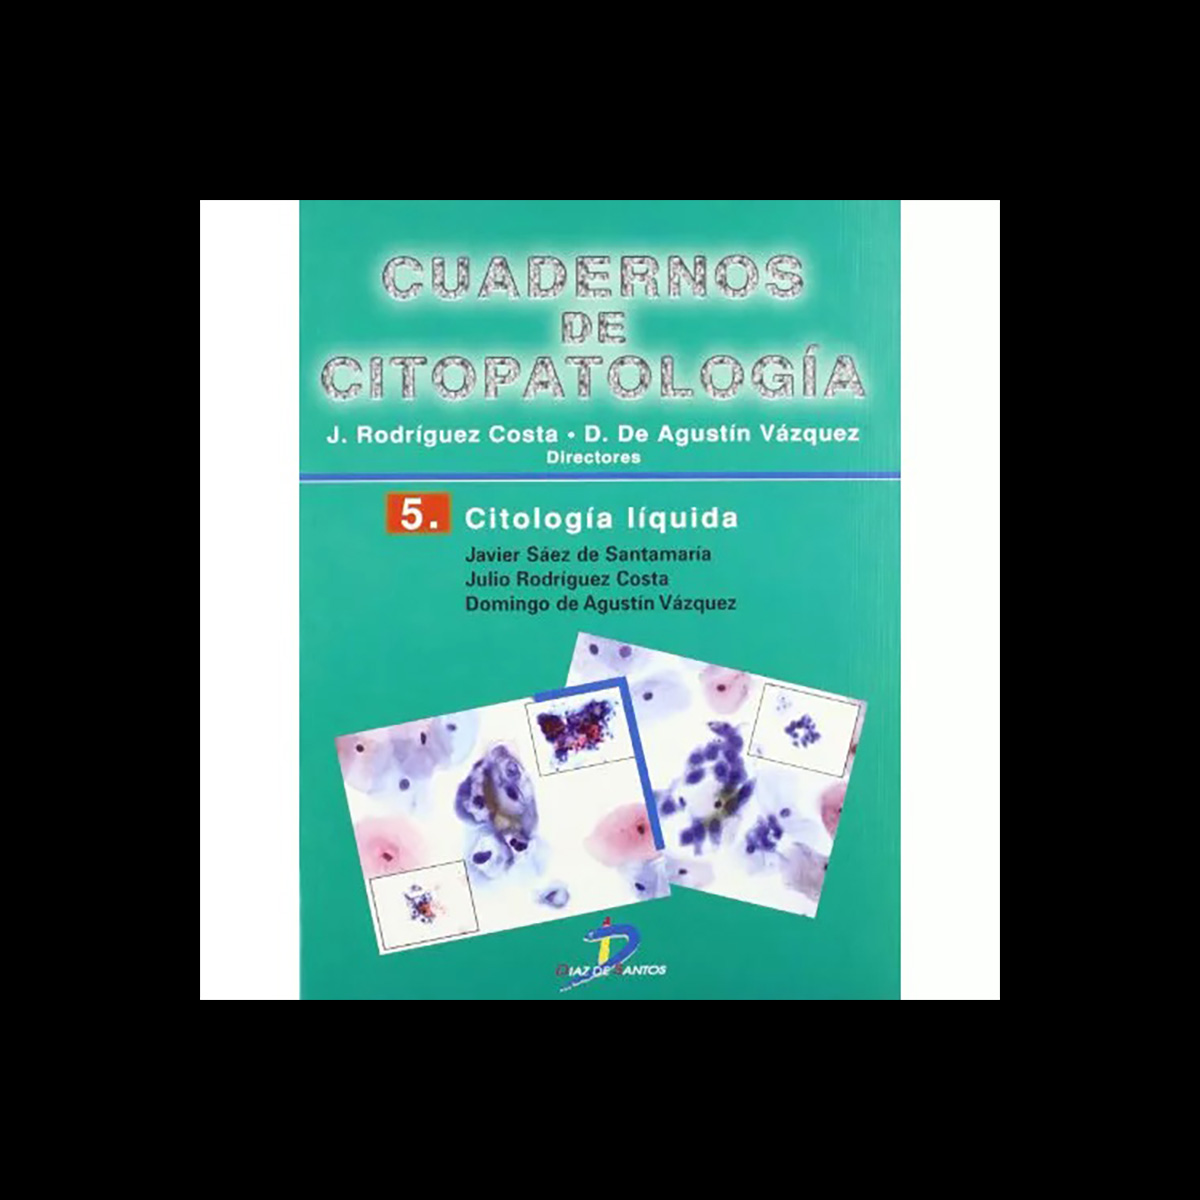 CUADERNOS
DE
CITOPATOLOGÍA
J. Rodríguez Costa • D. De Agustín Vázquez
Directores
5. Citología líquida
Javier Sáez de Santamaría
Julio Rodríguez Costa
Domingo de Agustín Vázquez
DIAZ DE SANTOS